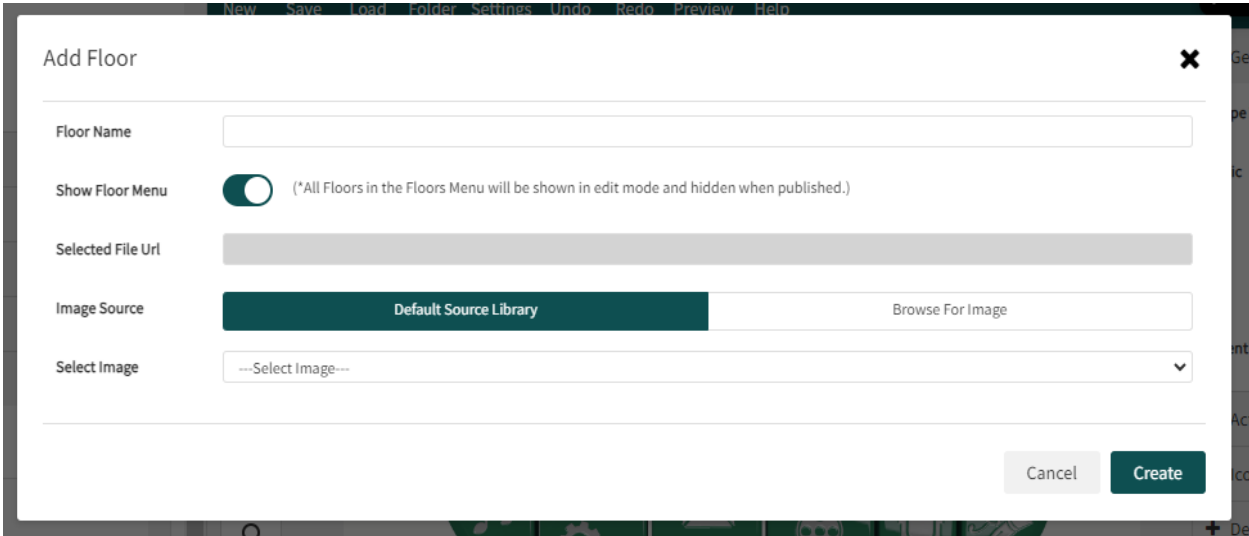 New Save Load Folder Settings Undo Redo Preview Help
Add Floor
Floor Name
Show Floor Menu (*All Floors in the Floors Menu will be shown in edit mode and hidden when published.)
Selected File Url
Image Source Default Source Library Browse For Image
Select Image ---Select Image---
Cancel Create